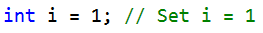 int i = 1; // Set i = 1